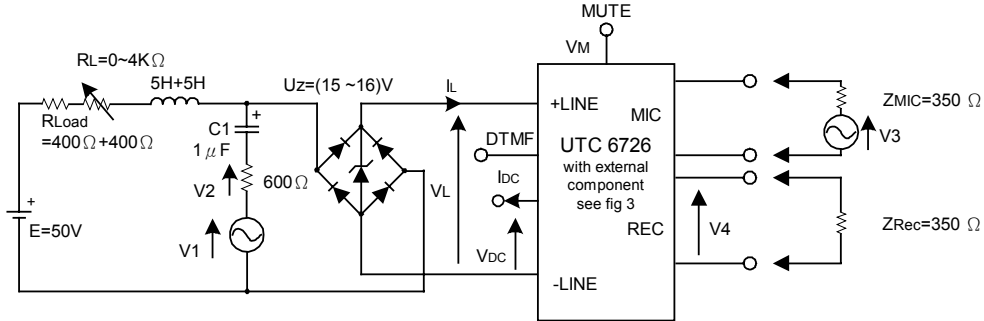 MUTE
VM
RL=0~4KΩ
5H+5H
Uz=(15 ~16)V
IL
RLoad
=400Ω+400Ω
C1
+
1μF
V2
600Ω
+
E=50V
V1
VL
+LINE
MIC
DTMF
UTC 6726
with external
component
see fig 3
IDC
REC
VDC
-LINE
V4
ZMIC=350 Ω
V3
ZRec=350 Ω